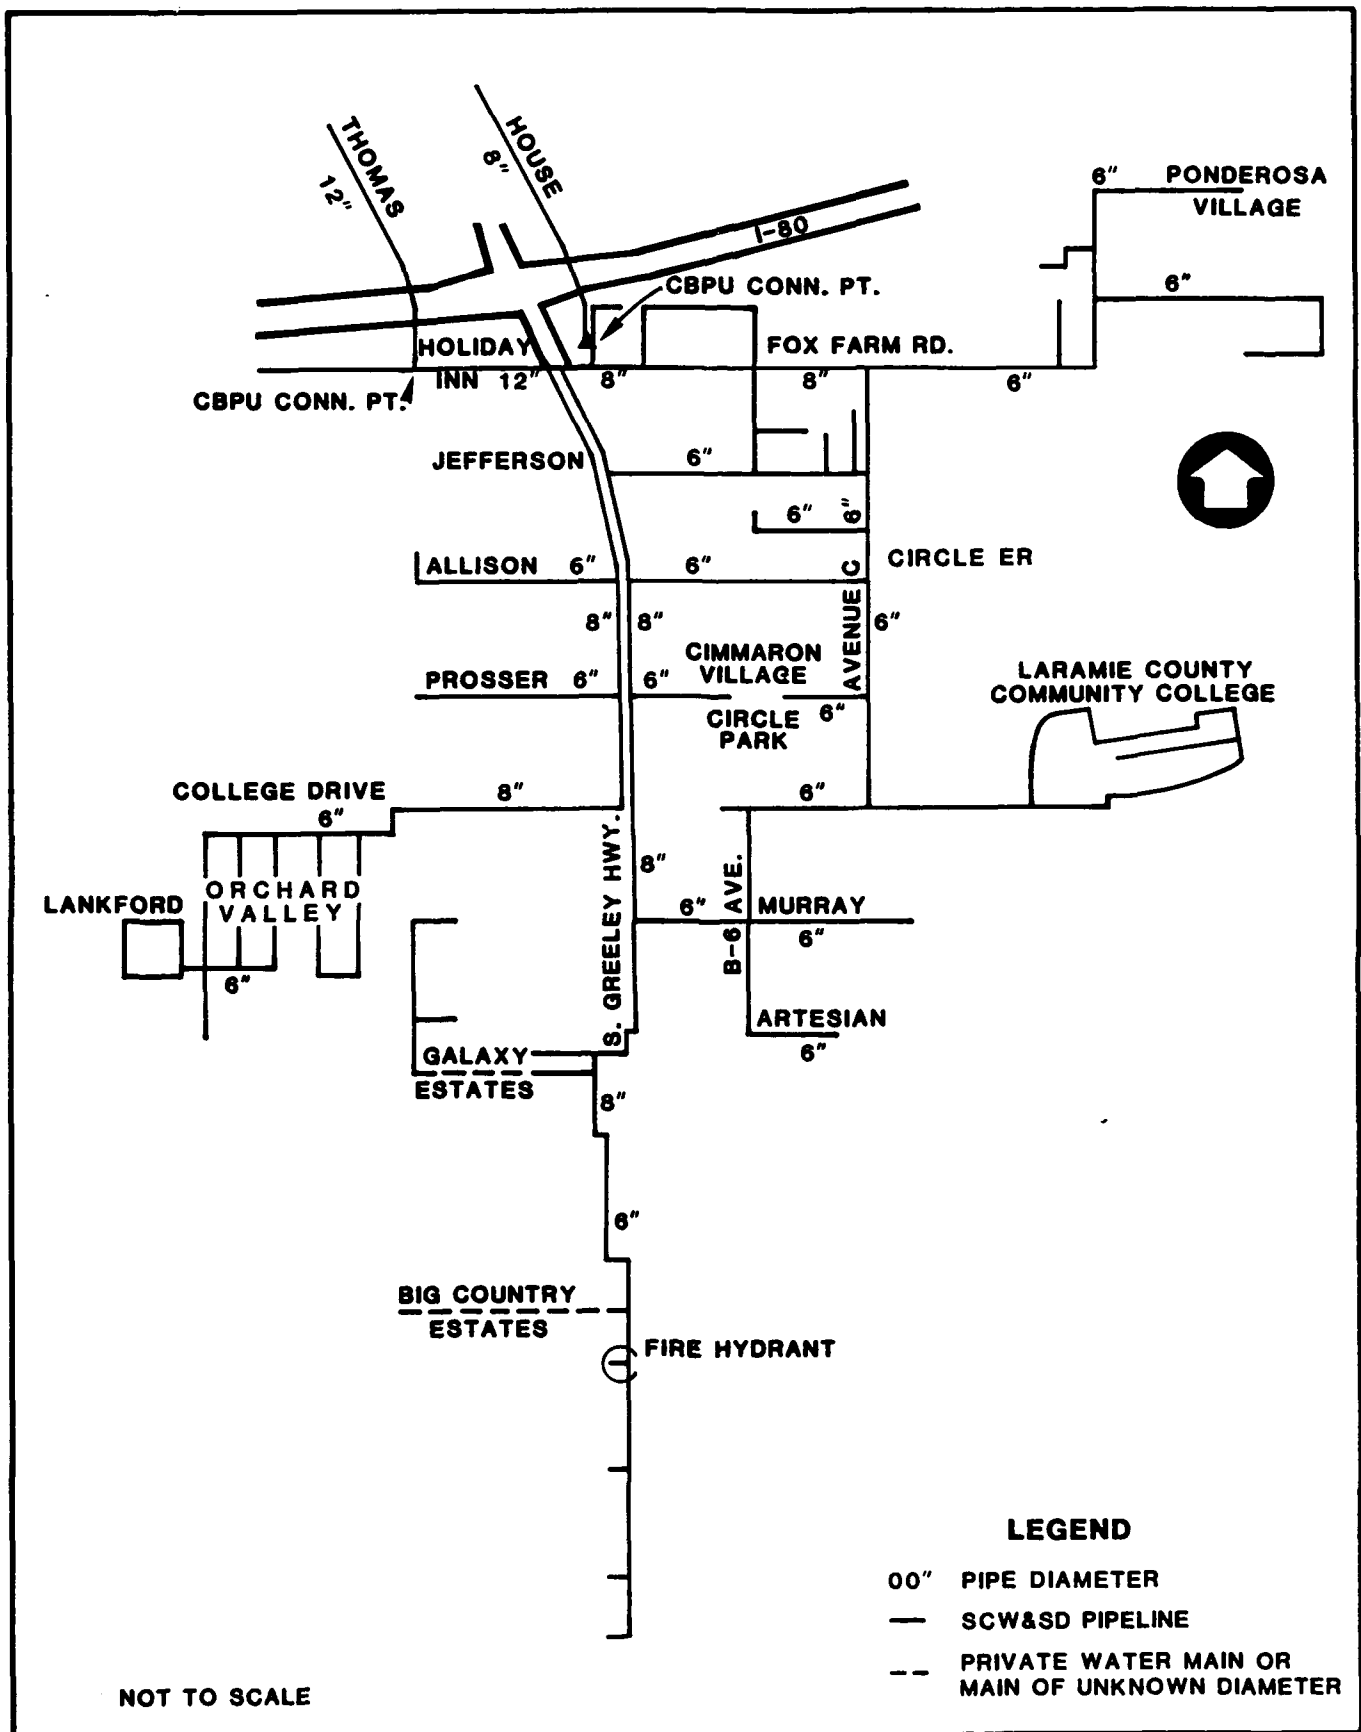 THOMAS
12"
HOUSE
8"
I-80
6" PONDEROSA
VILLAGE
6"
CBPU CONN. PT.
HOLIDAY
INN 12"
8"
FOX FARM RD.
8"
6"
CBPU CONN. PT.
JEFFERSON
6"
6"
6"
CIRCLE ER
ALLISON 6"
6"
AVENUE C
8"
8"
6"
CIMMARON
VILLAGE
PROSSER 6"
6"
CIRCLE
PARK
6"
LARAMIE COUNTY
COMMUNITY COLLEGE
COLLEGE DRIVE
8"
6"
6"
S. GREELEY HWY.
8"
B-6 AVE.
LANKFORD
ORCHARD
VALLEY
6"
6"
MURRAY
6"
ARTESIAN
6"
GALAXY
ESTATES
8"
6"
BIG COUNTRY
ESTATES
FIRE HYDRANT
LEGEND
00" PIPE DIAMETER
SCW&SD PIPELINE
PRIVATE WATER MAIN OR
MAIN OF UNKNOWN DIAMETER
NOT TO SCALE